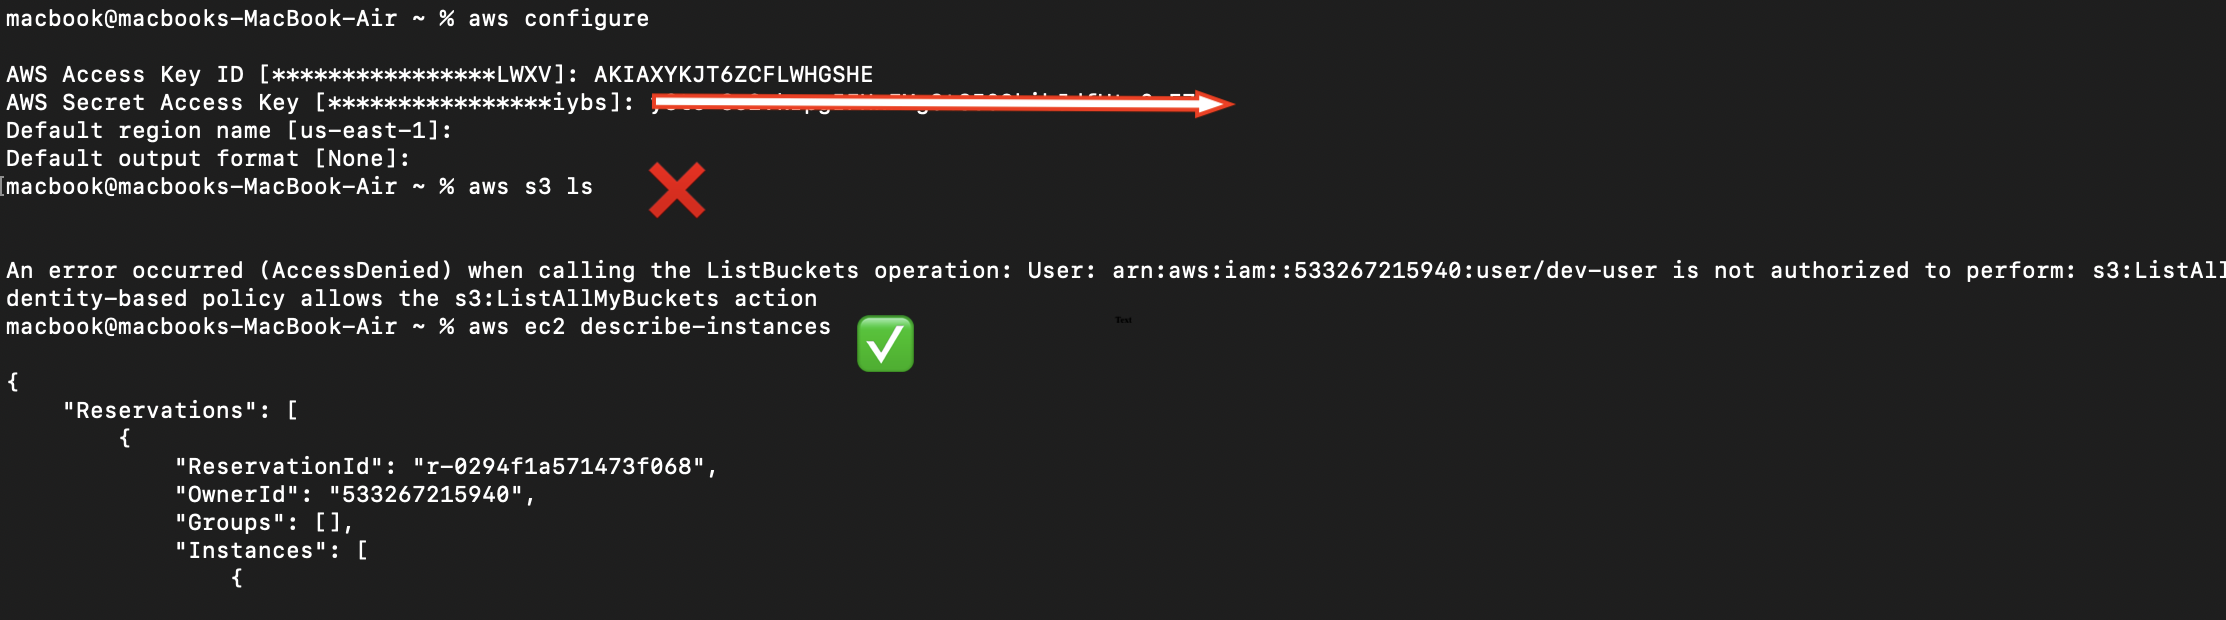 macbook@macbooks-MacBook-Air ~ % aws configure
AWS Access Key ID [****************LWXV]: AKIAXYKJT6ZCFLWHGSHE
AWS Secret Access Key [****************iybs]:
Default region name [us-east-1]:
Default output format [None]:
[macbook@macbooks-MacBook-Air ~ % aws s3 ls
An error occurred (AccessDenied) when calling the ListBuckets operation: User: arn:aws:iam::533267215940:user/dev-user is not authorized to perform: s3:ListAll
dentity-based policy allows the s3:ListAllMyBuckets action
macbook@macbooks-MacBook-Air ~ % aws ec2 describe-instances
Test
{
"Reservations": [
{
"ReservationId": "r-0294f1a571473f068",
"OwnerId": "533267215940",
"Groups": [],
"Instances": [
{